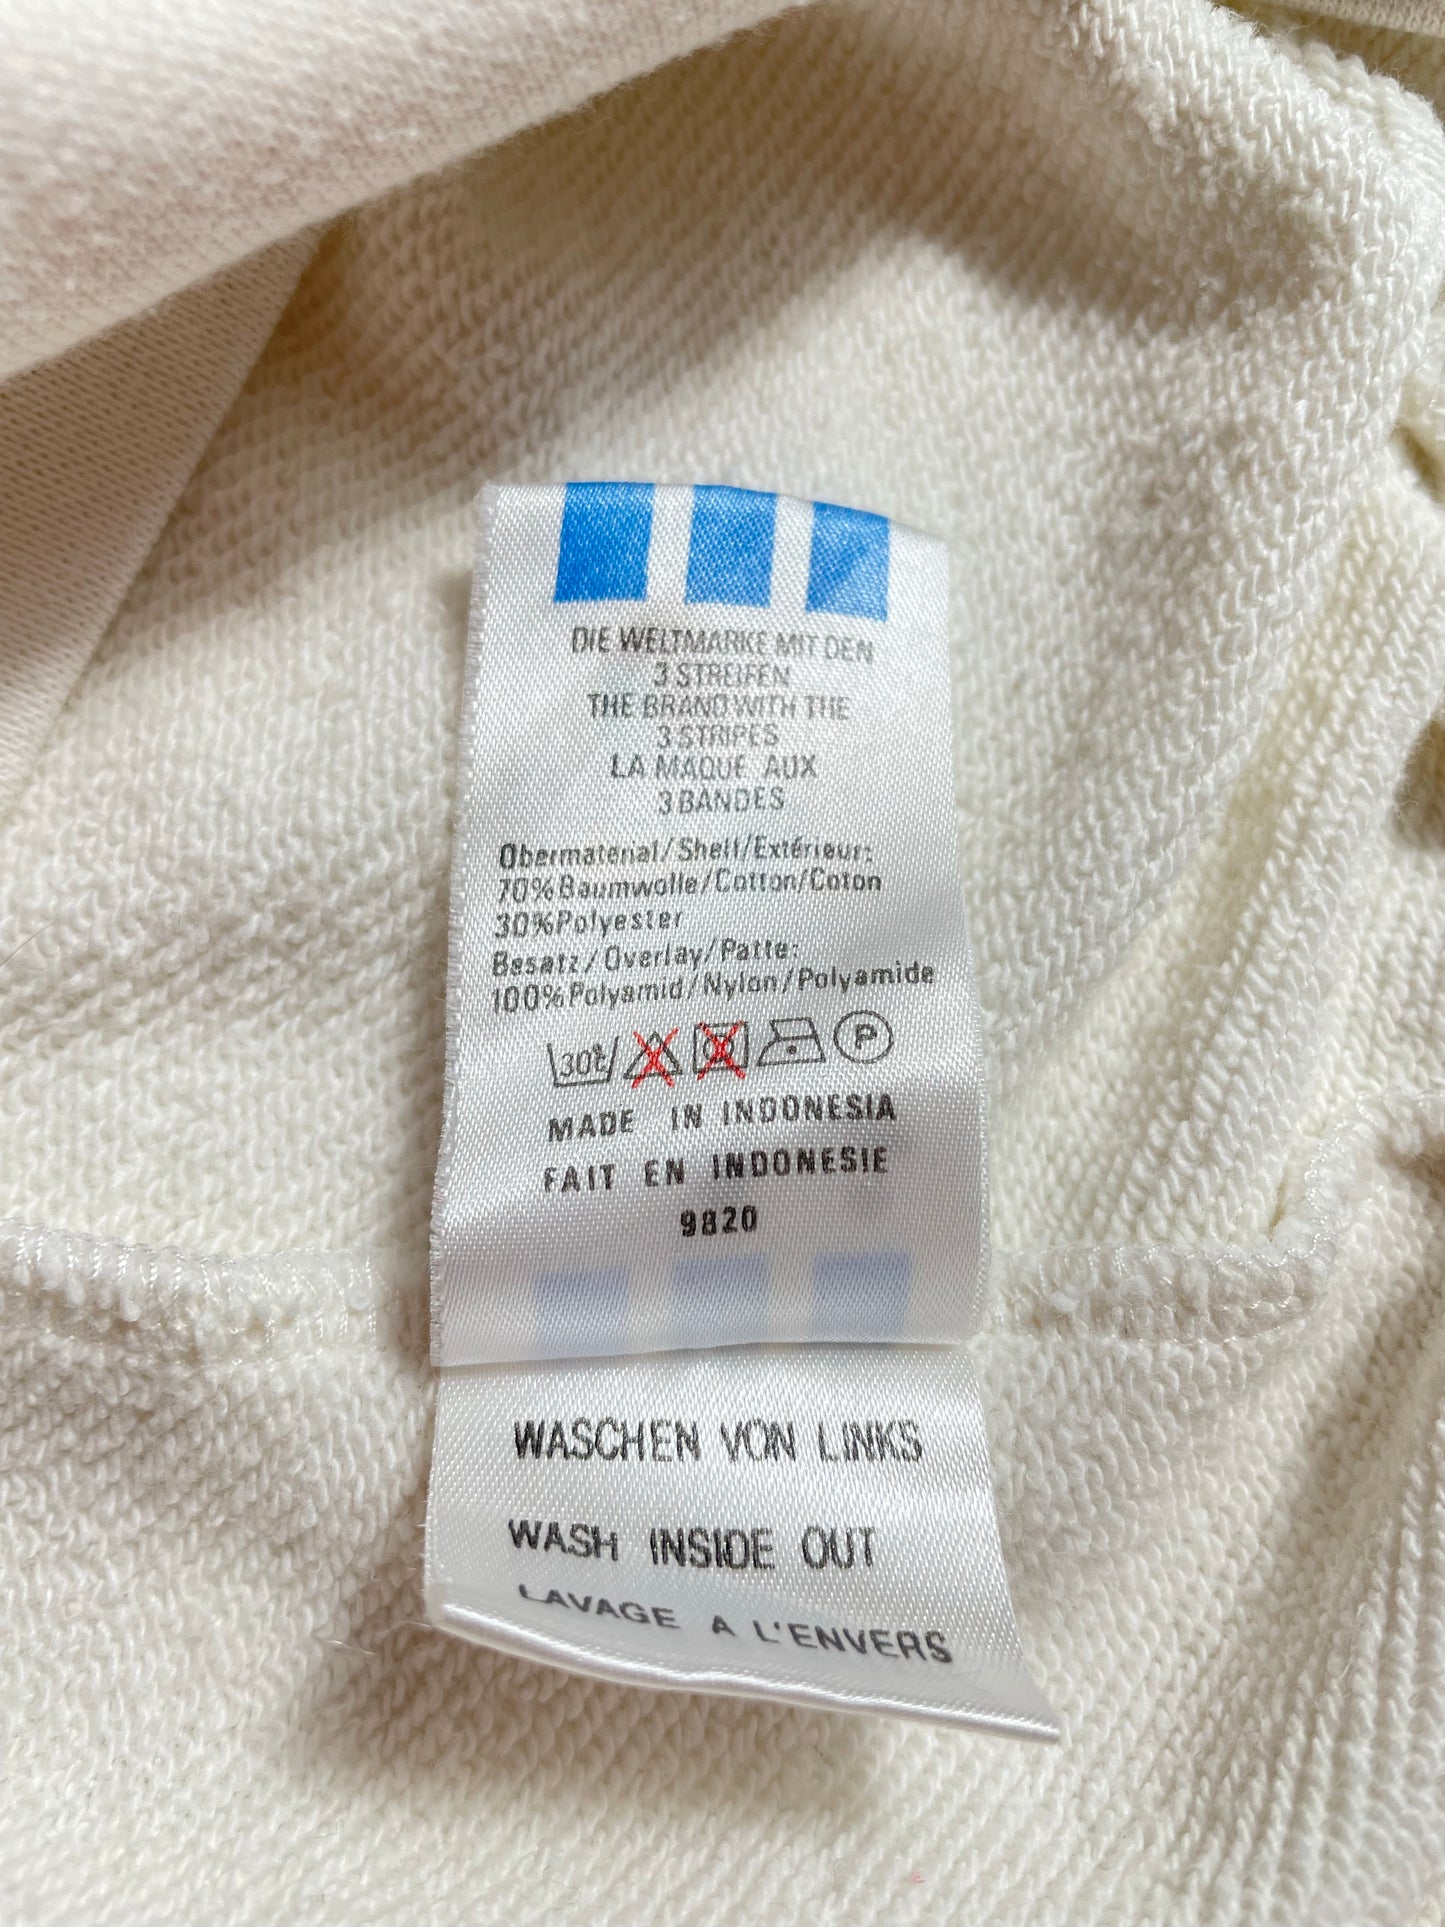 DIE WELTMARKE MIT DEN
3 STREIFEN
THE BRAND WITH THE
3 STRIPES
LA MAQUE AUX
3 BANDES
Obermaterial/Shell/Extérieur:
70% Baumwolle/Cotton/Coton
30% Polyester
Besatz/Overlay/Patte:
100% Polyamid/Nylon/Polyamide
30°c P
MADE IN INDONESIA
FAIT EN INDONESIE
9820
WASCHEN VON LINKS
WASH INSIDE OUT
LAVAGE A L'ENVERS